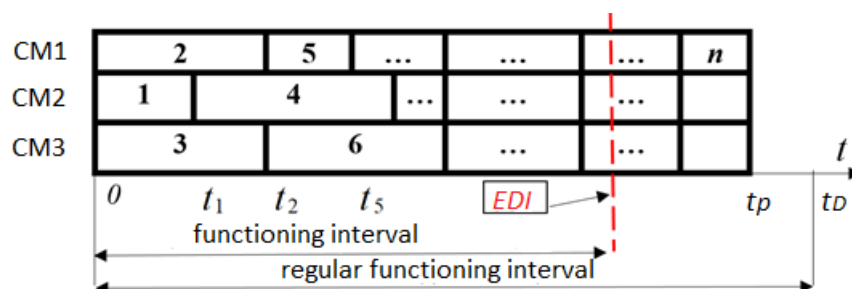 CM1 2 5 ... ... ... n
CM2 1 4 ... ... ...
CM3 3 6 ... ...
t
0 t1 t2 t5 EDI tp tD
functioning interval
regular functioning interval